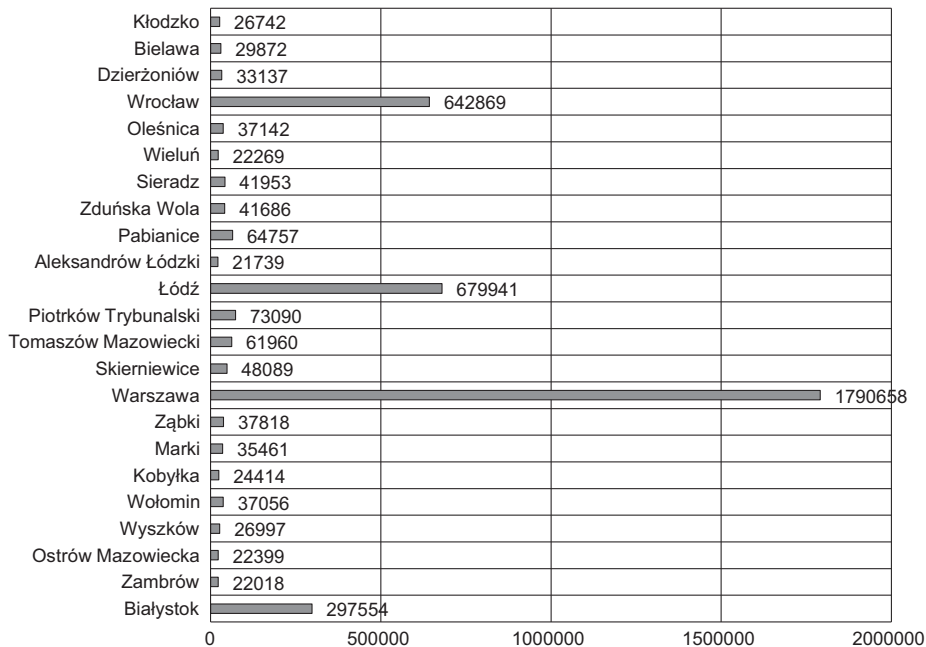 Kłodzko 26742
Bielawa 29872
Dzierżoniów 33137
Wrocław 642869
Oleśnica 37142
Wieluń 22269
Sieradz 41953
Zduńska Wola 41686
Pabianice 64757
Aleksandrów Łódzki 21739
Łódź 679941
Piotrków Trybunalski 73090
Tomaszów Mazowiecki 61960
Skierniewice 48089
Warszawa 1790658
Ząbki 37818
Marki 35461
Kobyłka 24414
Wołomin 37056
Wyszków 26997
Ostrów Mazowiecka 22399
Zambrów 22018
Białystok 297554
0 500000 1000000 1500000 2000000